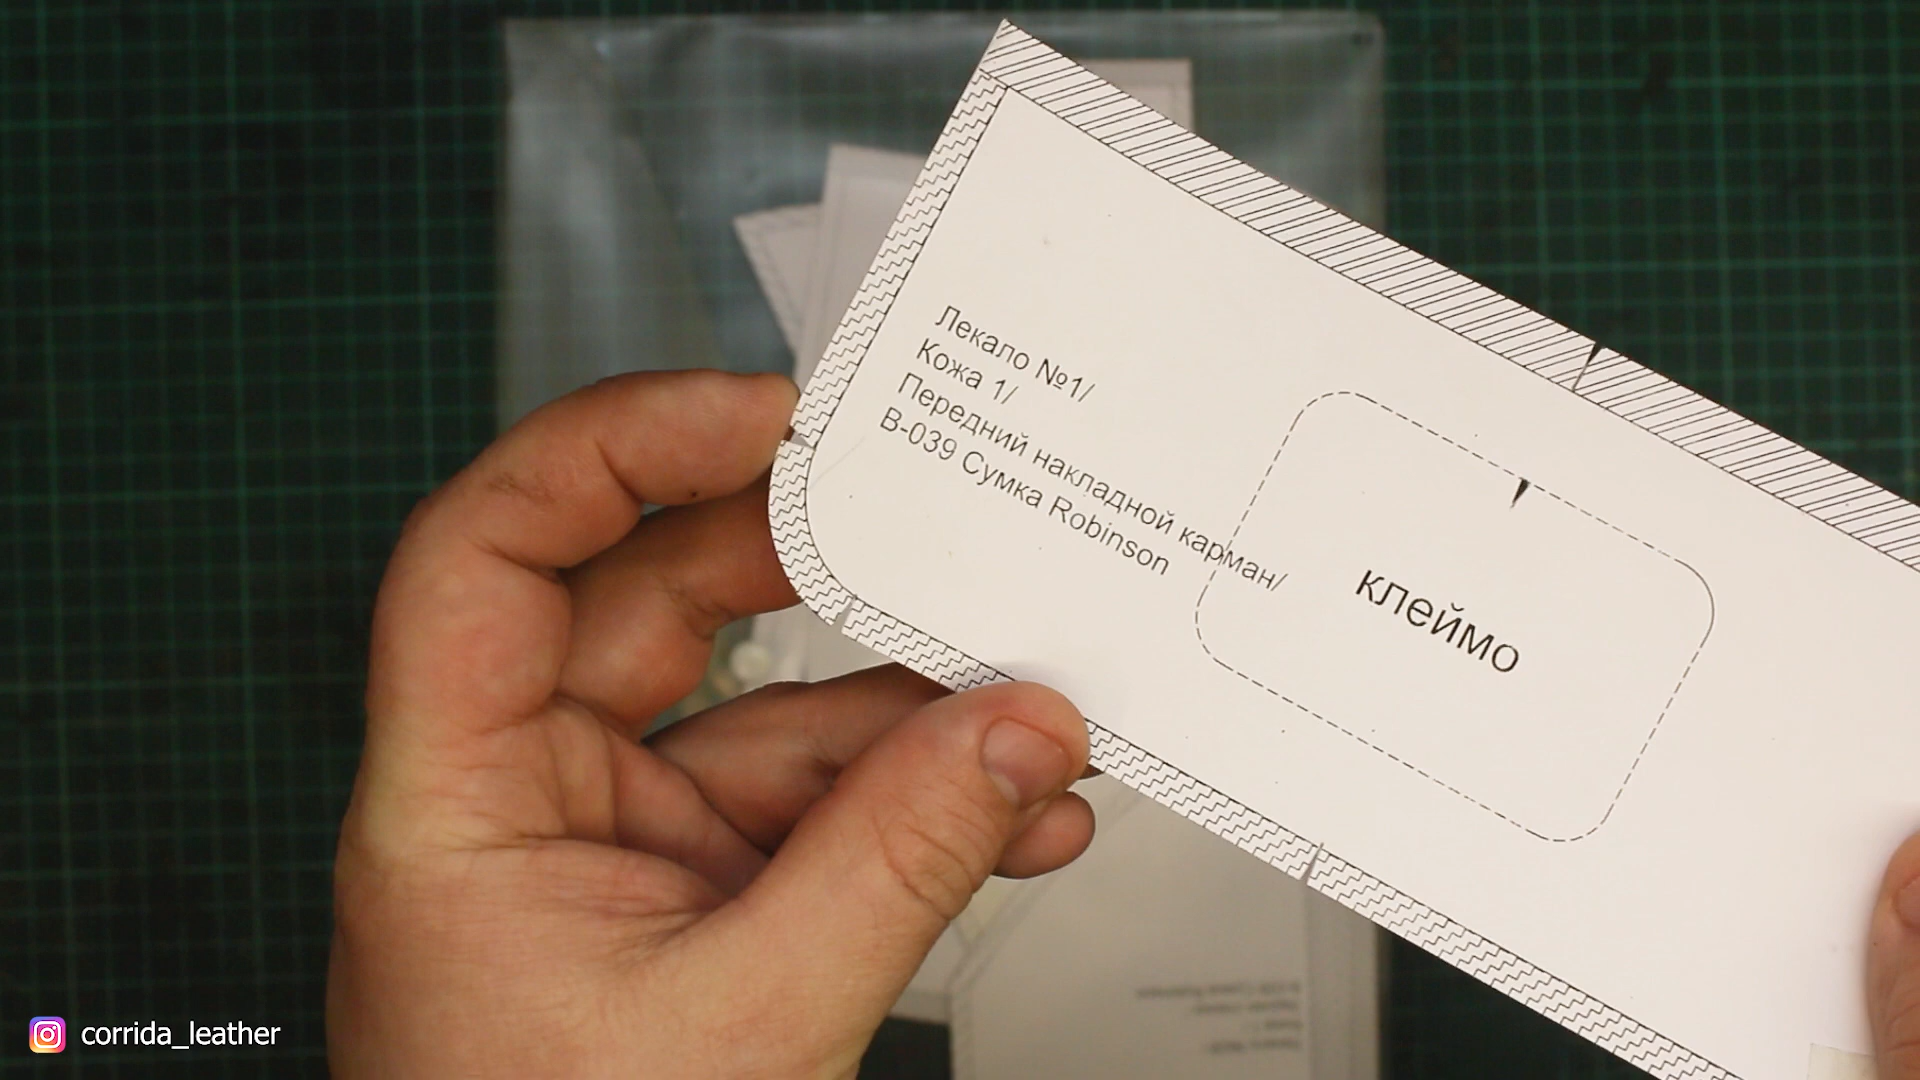 Лекало №1/
Кожа 1/
Передний накладной карман/
В-039 Сумка Robinson
клеймо
corrida_leather